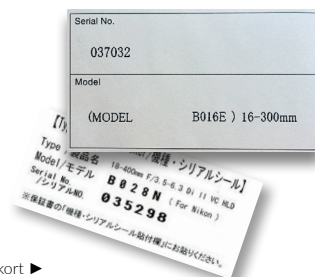 Serial No.
037032
Model
(MODEL B016E ) 16-300mm
シリアルシール】
Type 製品名 18-400mm F/3.5-6.3 Di II VC HLD
Model/モデル B028N ( For Nikon )
Serial No.
/シリアルNO. 035298
※保証書の「機種・シリアルシール貼付欄」にお貼りください。
kort ►